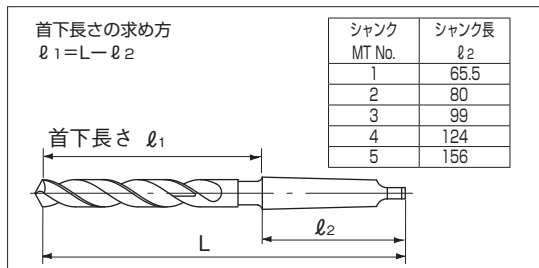 首下長さの求め方
ℓ1=L-ℓ2
シャンク シャンク長
MT No. ℓ2
1 65.5
2 80
3 99
4 124
5 156
首下長さ ℓ1
ℓ2
L